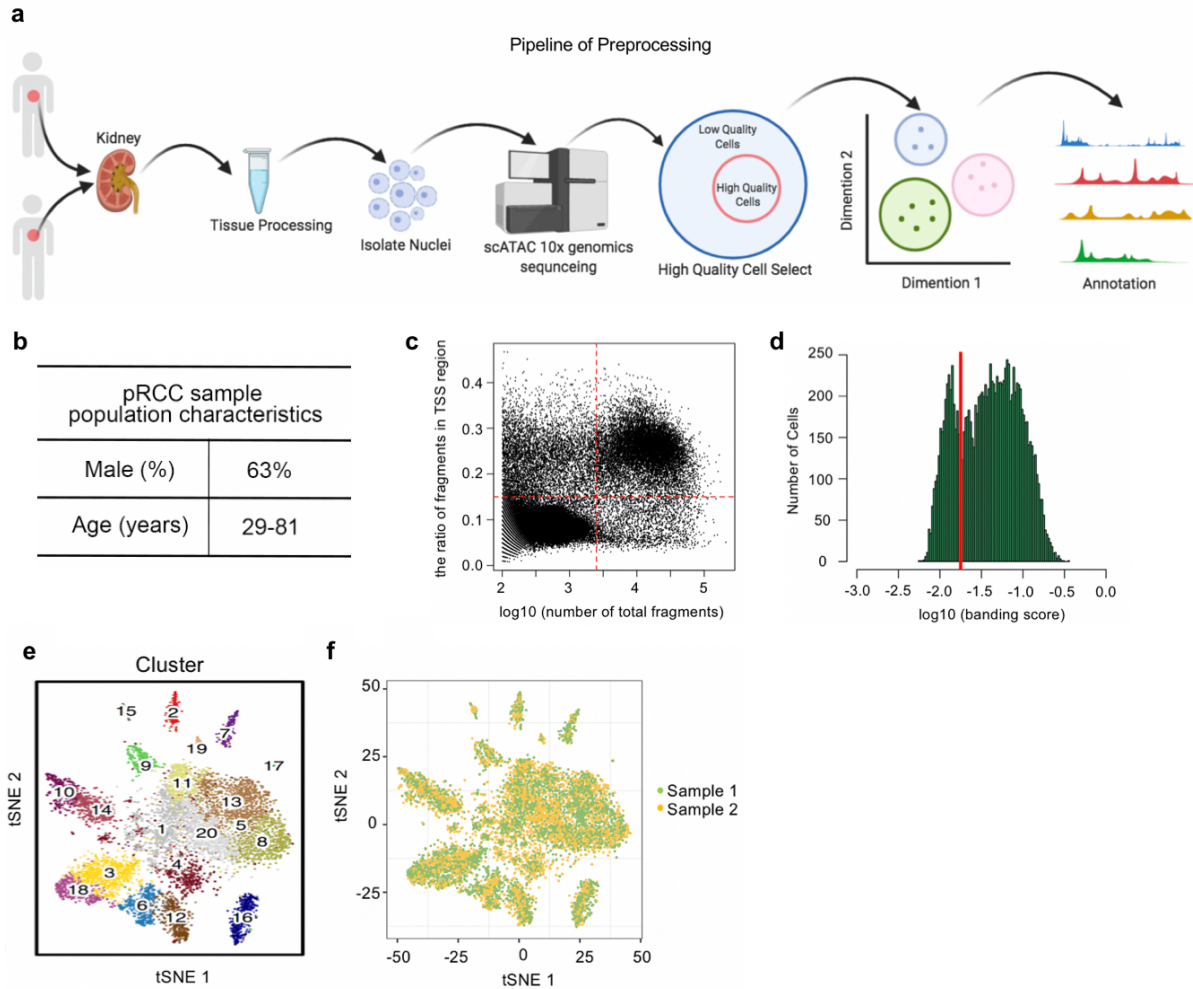 a
Pipeline of Preprocessing
Kidney
Tissue Processing
Isolate Nuclei
scATAC 10x genomics
sequnceing
Low Quality
Cells
High Quality
Cells
High Quality Cell Select
Dimention 2
Dimention 1
Annotation
b
pRCC sample
population characteristics
Male (%) 63%
Age (years) 29-81
c
the ratio of fragments in TSS region
0.4
0.3
0.2
0.1
0.0
2 3 4 5
log10 (number of total fragments)
d
Number of Cells
250
200
150
100
50
0
-3.0 -2.5 -2.0 -1.5 -1.0 0.5 0.0
log10 (banding score)
e
Cluster
tSNE 2
15
2
7
19
9
17
11
10
13
14
1
20
5
8
4
3
18
6
12
16
tSNE 1
f
tSNE 2
50
25
0
-25
-50 -25 0 25 50
tSNE 1
Sample 1
Sample 2